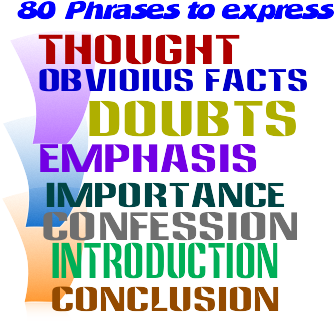 80 Phrases to express
THOUGHT
OBVIOIUS FACTS
DOUBTS
EMPHASIS
IMPORTANCE
CONFESSION
INTRODUCTION
CONCLUSION